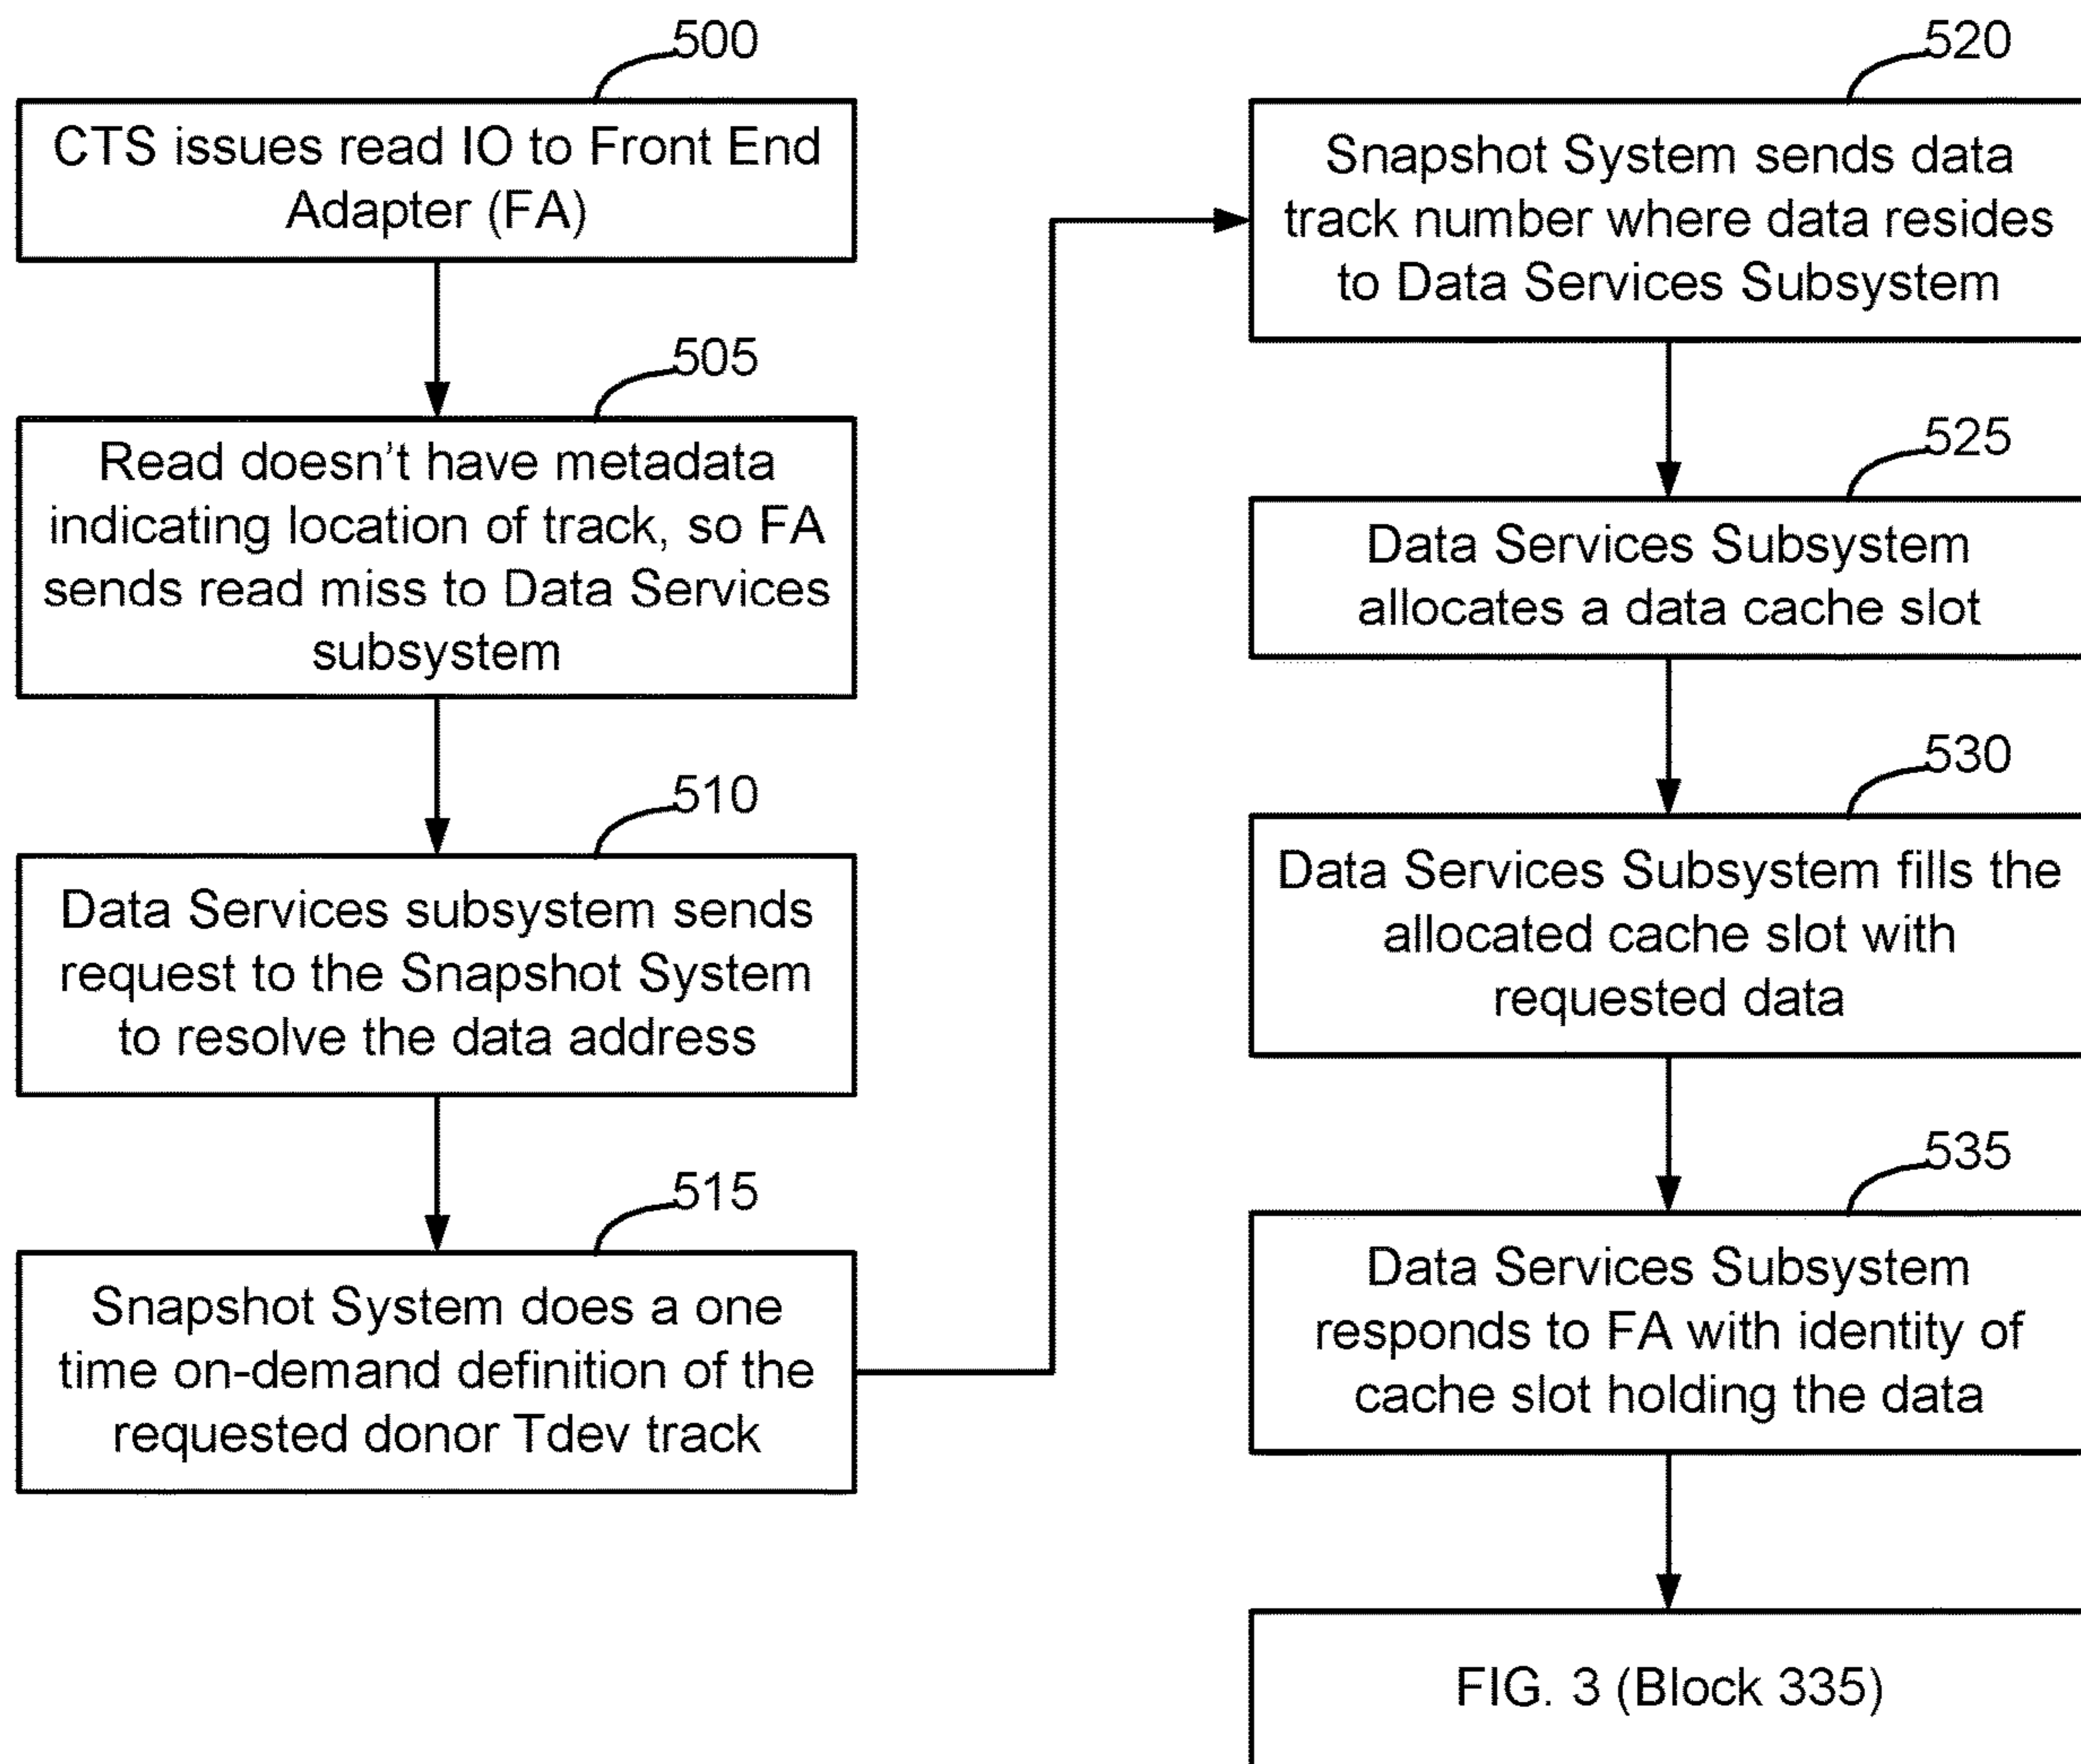 500
CTS issues read IO to Front End
Adapter (FA)
505
Read doesn't have metadata
indicating location of track, so FA
sends read miss to Data Services
subsystem
510
Data Services subsystem sends
request to the Snapshot System
to resolve the data address
515
Snapshot System does a one
time on-demand definition of the
requested donor Tdev track
520
Snapshot System sends data
track number where data resides
to Data Services Subsystem
525
Data Services Subsystem
allocates a data cache slot
530
Data Services Subsystem fills the
allocated cache slot with
requested data
535
Data Services Subsystem
responds to FA with identity of
cache slot holding the data
FIG. 3 (Block 335)